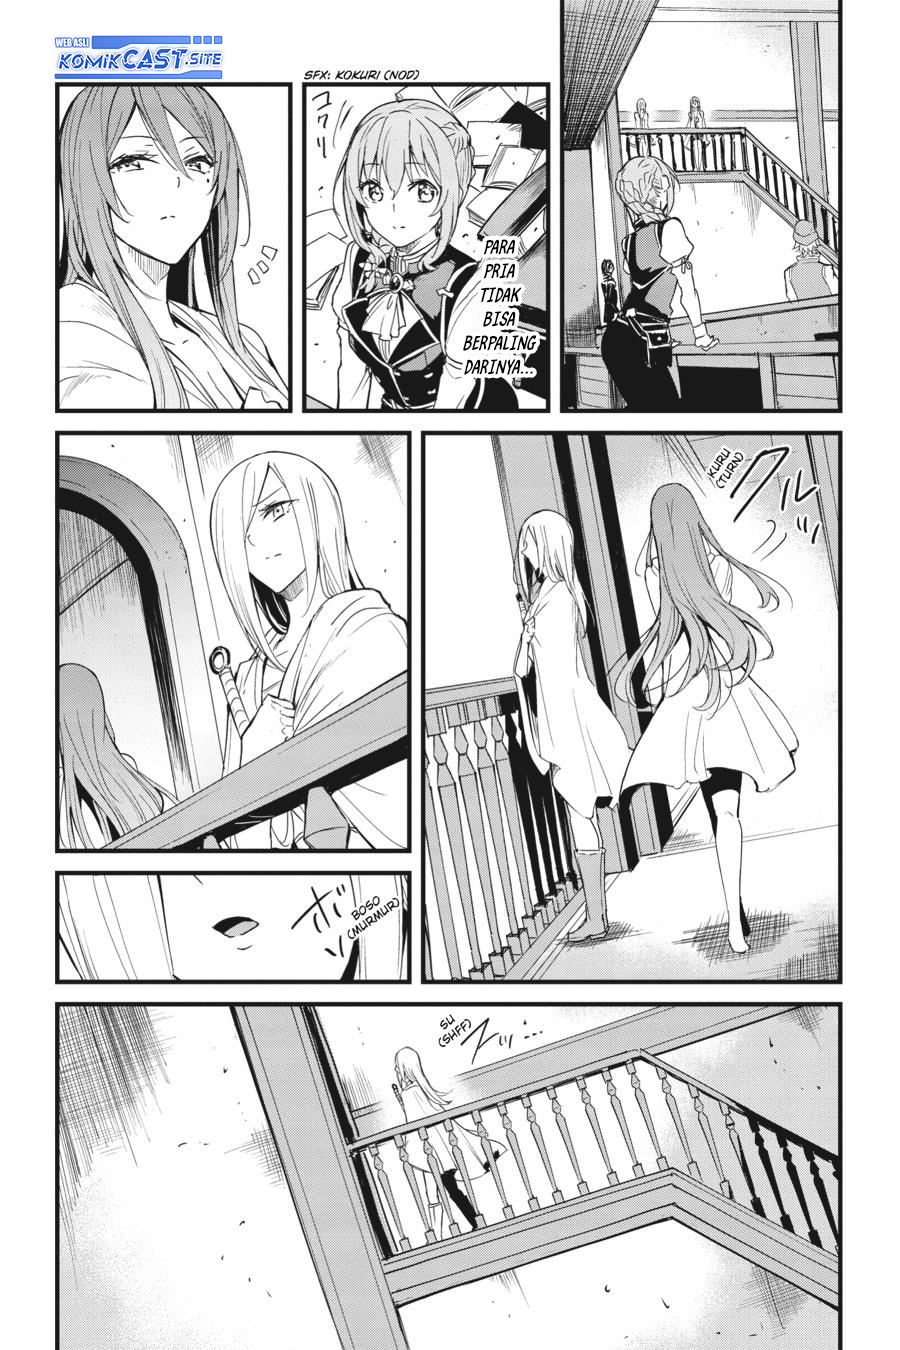 WEB ASLI
KOMIKCAST.SITE
SFX: KOKURI (NOD)
コクリ
PARA
PRIA
TIDAK
BISA
BERPALING
DARINYA...
KURU
(TURN)
クルッ
BOSO
(MURMUR)
ボソ
SU
(SHFF)
スッ…